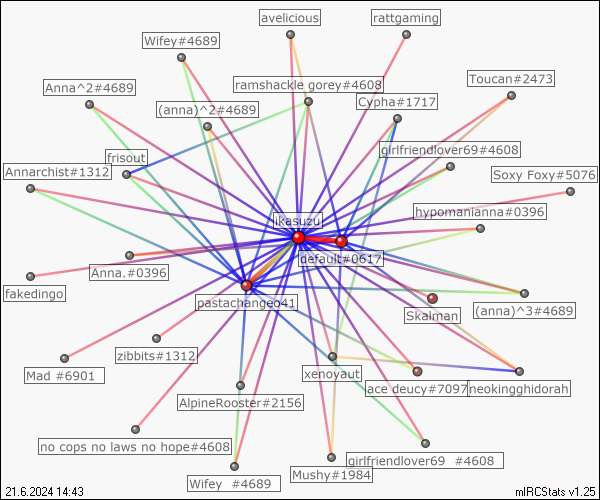 avelicious
rattgaming
Wifey#4689
Toucan#2473
Anna^2#4689
ramshackle gorey#4608
(anna)^2#4689
Cypha#1717
girlfriendlover69#4608
frisout
Annarchist#1312
Soxy Foxy#5076
ikasuzu
hypomanianna#0396
default#0617
Anna.#0396
fakedingo
pastachangeo41
Skalman
(anna)^3#4689
zibbits#1312
xenoyaut
Mad #6901
ace deucy#7097
neokingghidorah
AlpineRooster#2156
no cops no laws no hope#4608
girlfriendlover69 #4608
Mushy#1984
Wifey #4689
21.6.2024 14:43
mIRCStats v1.25